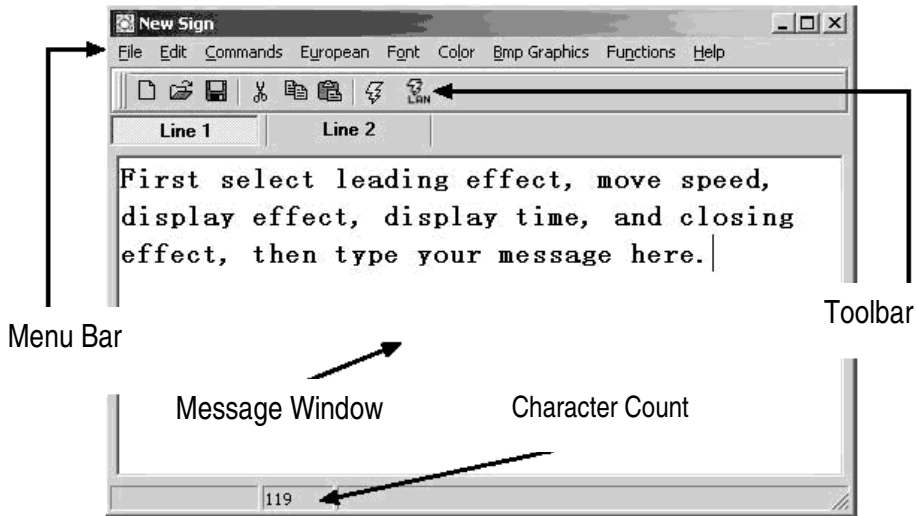 New Sign
File Edit Commands European Font Color Bmp Graphics Functions Help
LAN
Line 1 Line 2
First select leading effect, move speed,
display effect, display time, and closing
effect, then type your message here.
Menu Bar
Toolbar
Message Window
Character Count
119